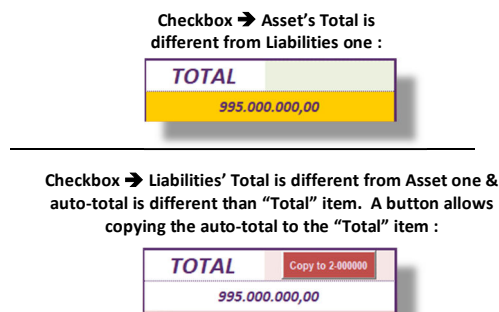 Checkbox ➔ Asset's Total is
different from Liabilities one :
TOTAL
995.000.000,00
Checkbox ➔ Liabilities' Total is different from Asset one &
auto-total is different than “Total” item.  A button allows
copying the auto-total to the “Total” item :
TOTAL
Copy to 2-000000
995.000.000,00